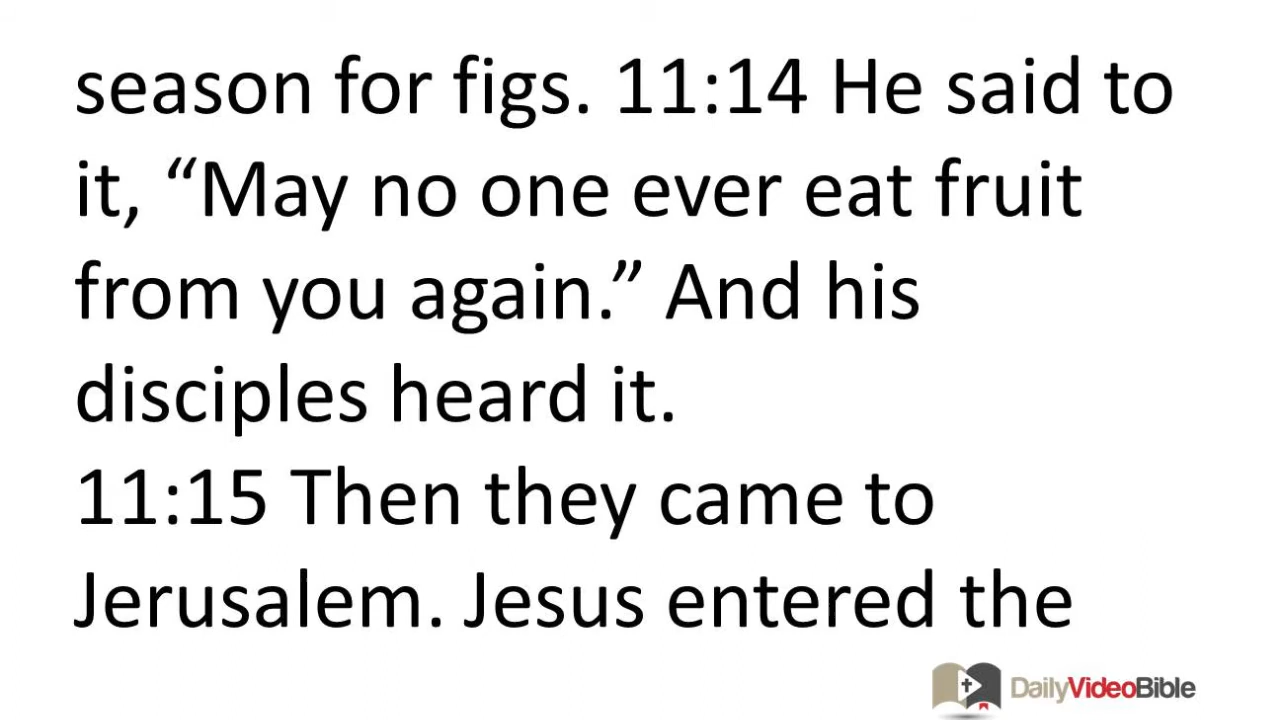 season for figs. 11:14 He said to
it, “May no one ever eat fruit
from you again.” And his
disciples heard it.
11:15 Then they came to
Jerusalem. Jesus entered the
DailyVideoBible